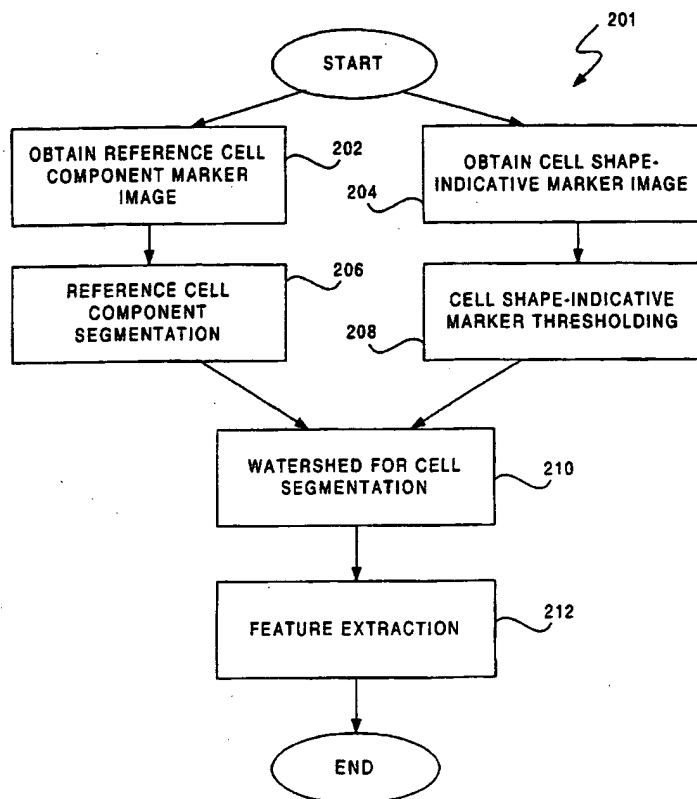 201
START
OBTAIN REFERENCE CELL
COMPONENT MARKER
IMAGE
202
OBTAIN CELL SHAPE-
INDICATIVE MARKER IMAGE
204
REFERENCE CELL
COMPONENT
SEGMENTATION
206
CELL SHAPE-INDICATIVE
MARKER THRESHOLDING
208
WATERSHED FOR CELL
SEGMENTATION
210
FEATURE EXTRACTION
212
END